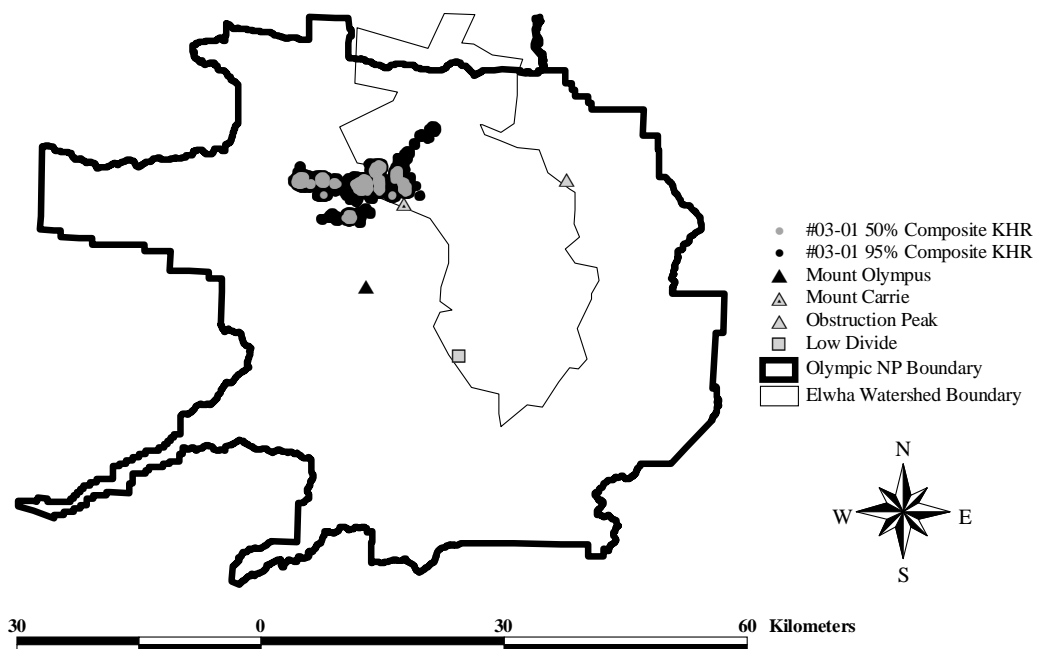 #03-01 50% Composite KHR
#03-01 95% Composite KHR
Mount Olympus
Mount Carrie
Obstruction Peak
Low Divide
Olympic NP Boundary
Elwha Watershed Boundary
N
W E
S
30 0 30 60 Kilometers